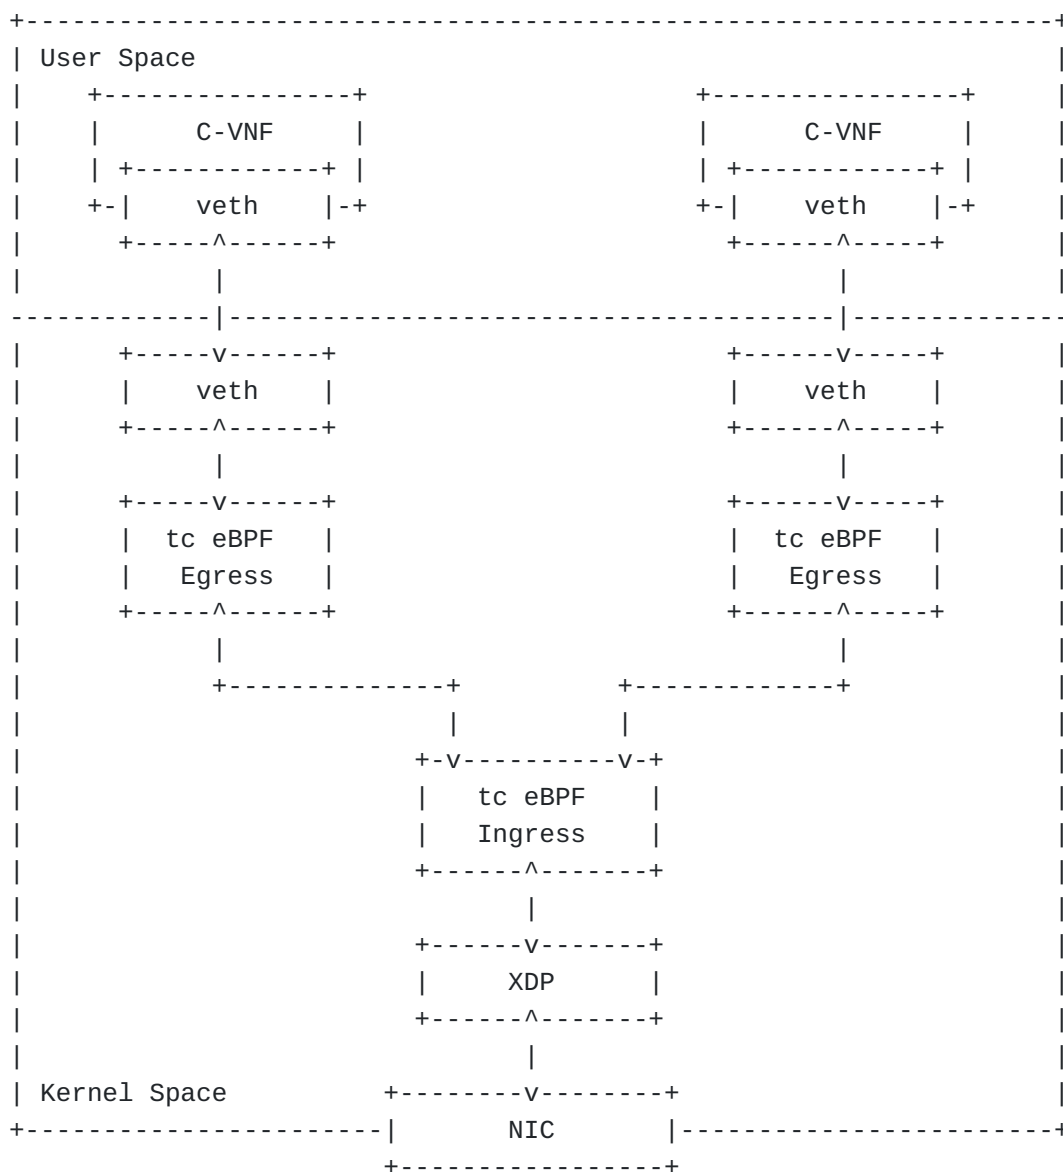 User Space
C-VNF C-VNF
veth veth
veth veth
tc eBPF tc eBPF
Egress Egress
tc eBPF
Ingress
XDP
Kernel Space
NIC